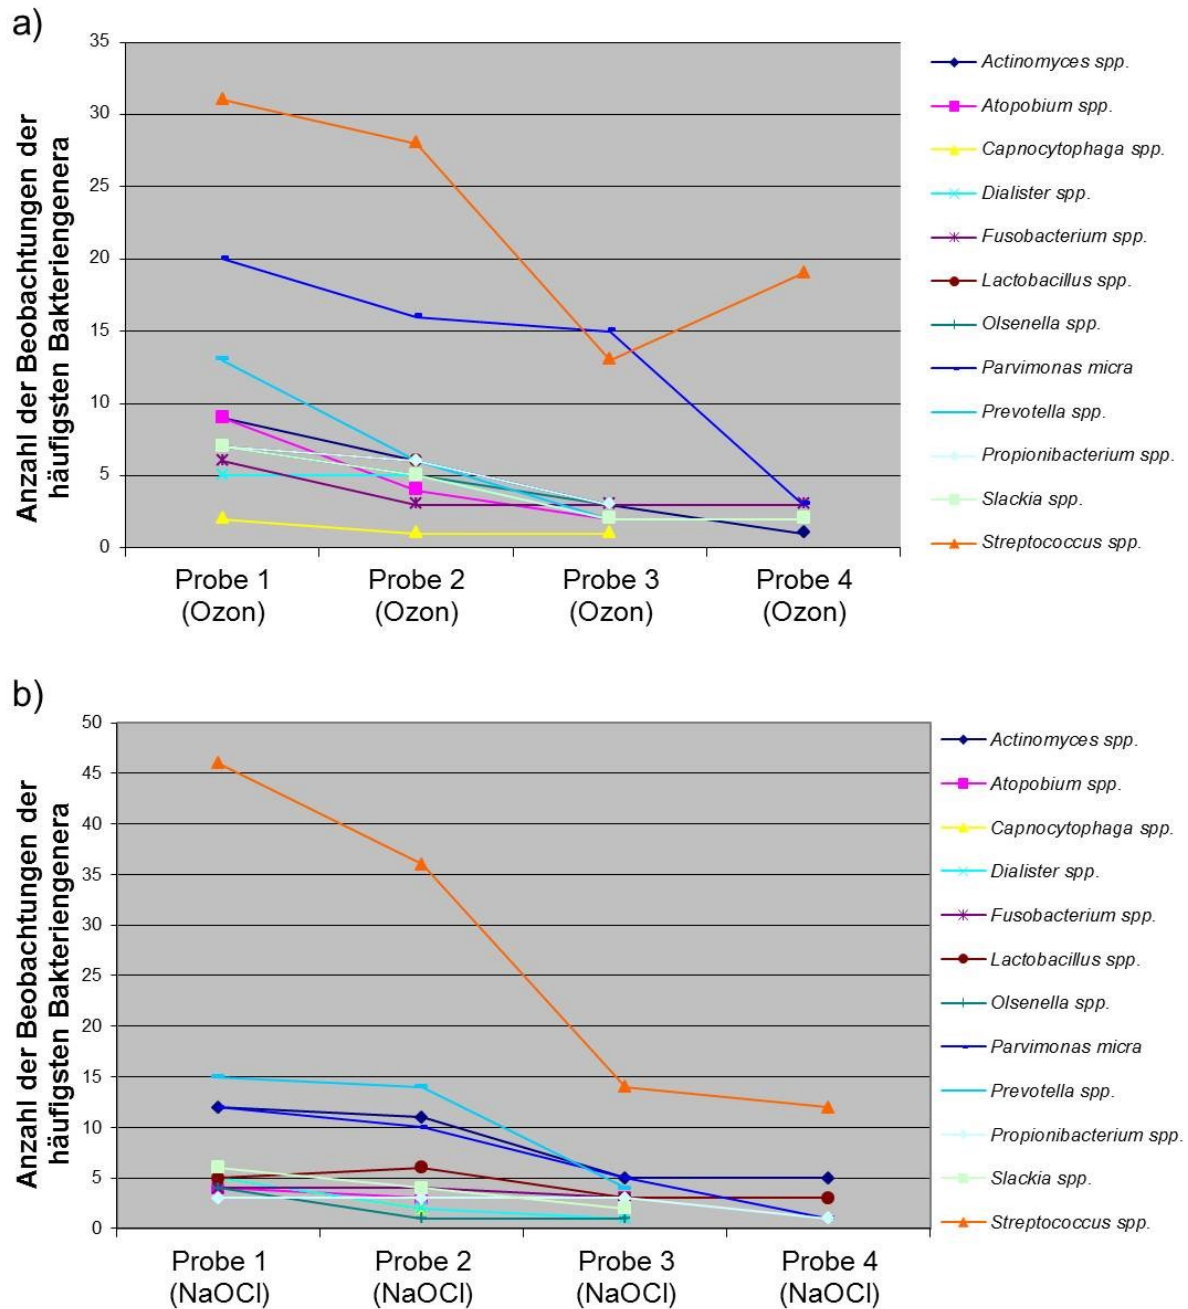 a)
Anzahl der Beobachtungen der
häufigsten Bakteriengenera
35
30
25
20
15
10
5
0
Probe 1
(Ozon)
Probe 2
(Ozon)
Probe 3
(Ozon)
Probe 4
(Ozon)
Actinomyces spp.
Atopobium spp.
Capnocytophaga spp.
Dialister spp.
Fusobacterium spp.
Lactobacillus spp.
Olsenella spp.
Parvimonas micra
Prevotella spp.
Propionibacterium spp.
Slackia spp.
Streptococcus spp.
b)
Anzahl der Beobachtungen der
häufigsten Bakteriengenera
50
45
40
35
30
25
20
15
10
5
0
Probe 1
(NaOCl)
Probe 2
(NaOCl)
Probe 3
(NaOCl)
Probe 4
(NaOCl)
Actinomyces spp.
Atopobium spp.
Capnocytophaga spp.
Dialister spp.
Fusobacterium spp.
Lactobacillus spp.
Olsenella spp.
Parvimonas micra
Prevotella spp.
Propionibacterium spp.
Slackia spp.
Streptococcus spp.